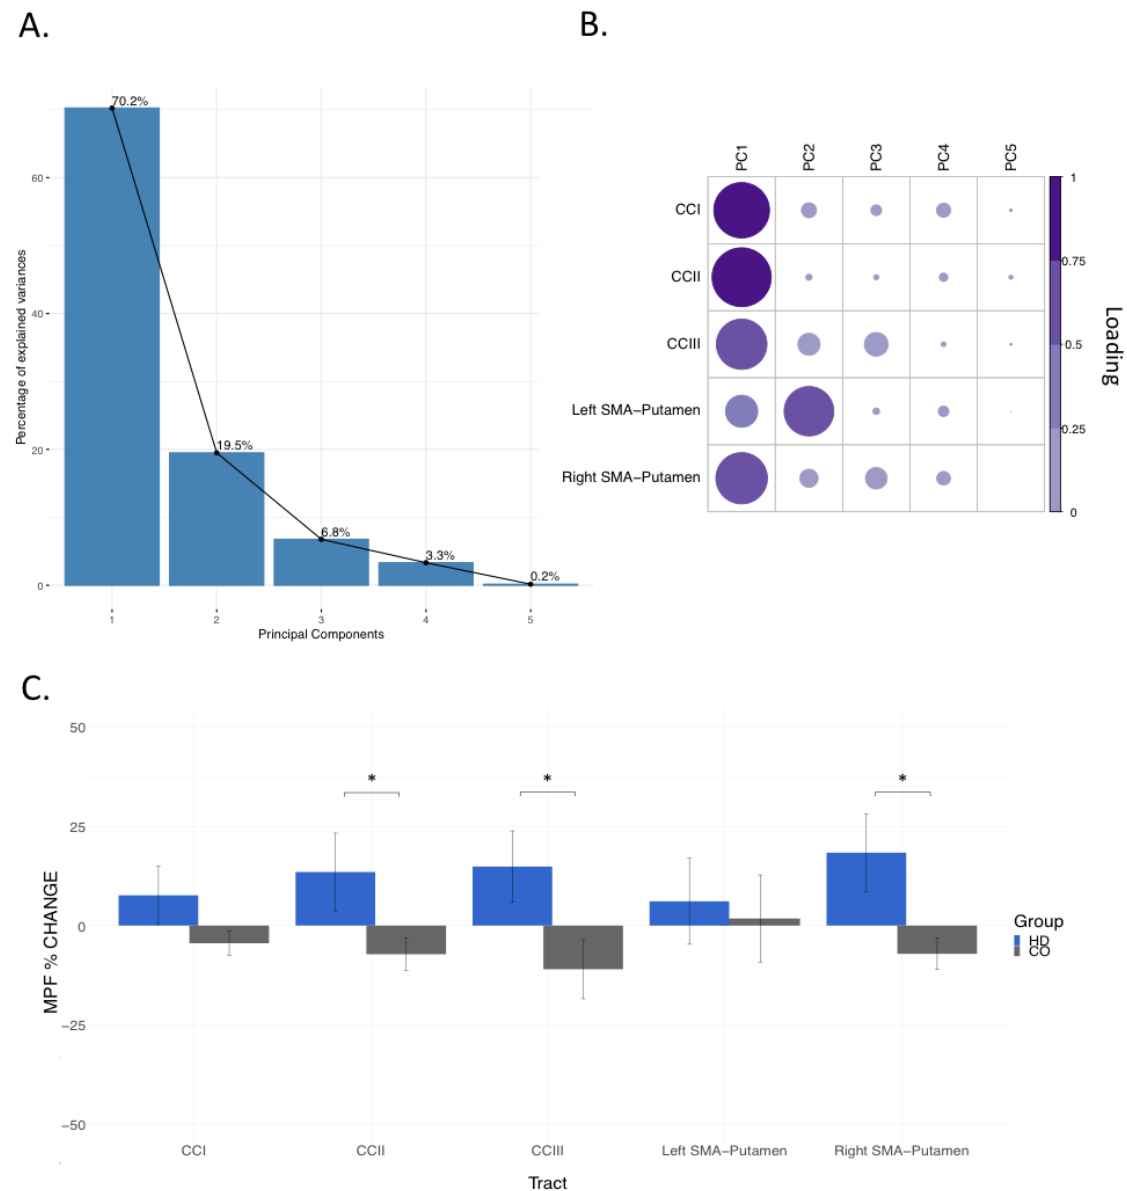 A.
B.
70.2%
19.5%
6.8%
3.3%
0.2%
60
40
20
0
Percentage of explained variances
1 2 3 4 5
Principal Components
PC1 PC2 PC3 PC4 PC5
CCI
CCII
CCIII
Left SMA-Putamen
Right SMA-Putamen
1
0.75
0.5
0.25
0
Loading
C.
50
25
0
-25
-50
MPF % CHANGE
* * *
Group
HD
CO
CCI CCII CCIII Left SMA-Putamen Right SMA-Putamen
Tract